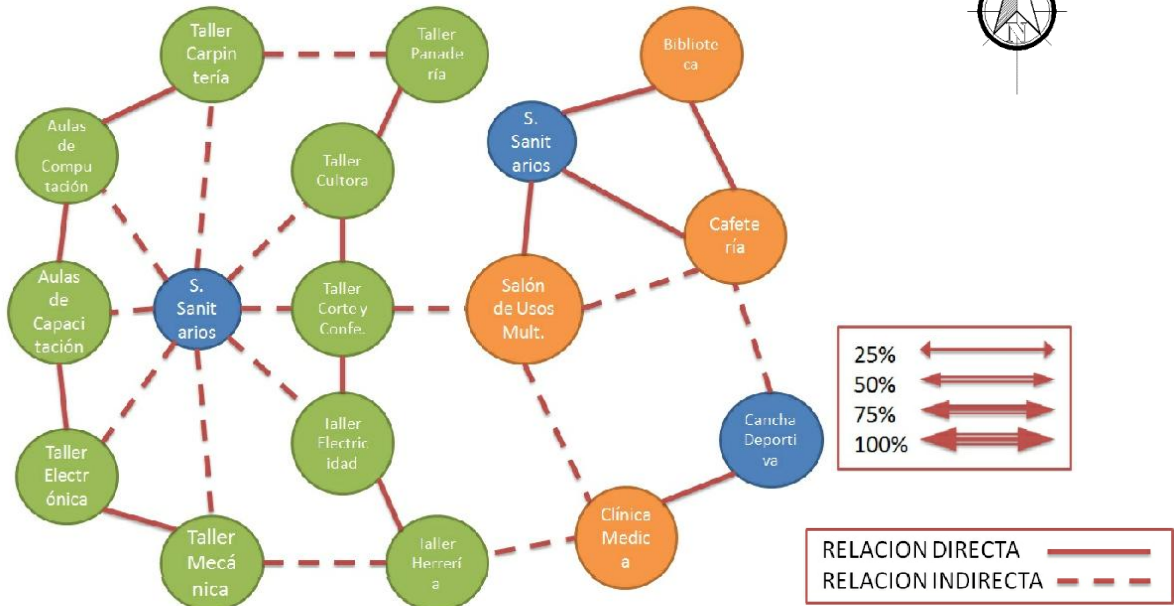 Taller
Carpin
tería
Taller
Panade
ría
Bibliote
ca
N
Aulas
de
Compu
tación
Taller
Cultora
S.
Sanit
arios
Cafete
ría
Aulas
de
Capaci
tación
S.
Sanit
arios
Taller
Corte y
Confe.
Salón
de Usos
Mult.
25%
50%
75%
100%
Taller
Electr
ónica
Taller
Electric
idad
Cancha
Deporti
va
Taller
Mecá
nica
Taller
Herrerí
a
Clínica
Medic
a
RELACION DIRECTA
RELACION INDIRECTA